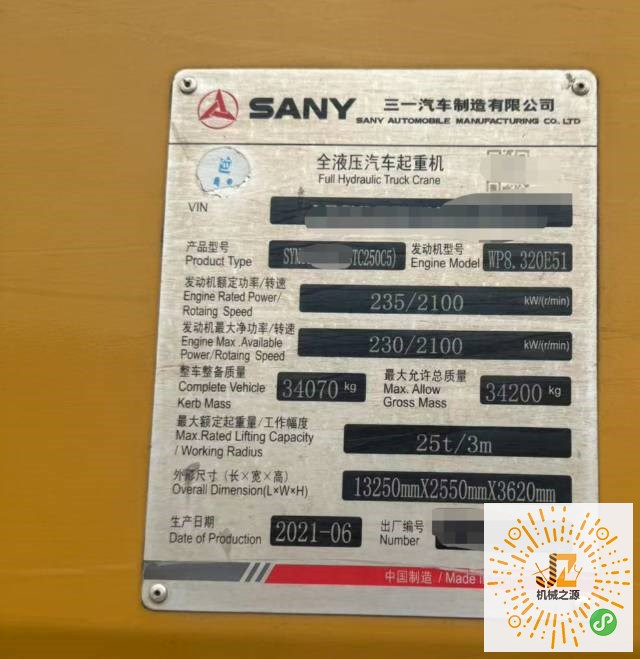 SANY 三一汽车制造有限公司
SANY AUTOMOBILE MANUFACTURING CO., LTD
全液压汽车起重机
Full Hydraulic Truck Crane
VIN
产品型号 发动机型号
Product Type SYN TC250C5) Engine Model WP8.320E51
发动机额定功率/转速
Engine Rated Power/
Rotaing Speed
235/2100 kW/(r/min)
发动机最大净功率/转速
Engine Max .Available
Power/Rotaing Speed
230/2100 kW/(r/min)
整车整备质量
Complete Vehicle
Kerb Mass
34070 kg
最大允许总质量
Max. Allow
Gross Mass
34200 kg
最大额定起重量/工作幅度
Max.Rated Lifting Capacity
/ Working Radius
25t/3m
外部尺寸（长×宽×高）
Overall Dimension(L×W×H)
13250mmX2550mmX3620mm
生产日期
Date of Production
2021-06
出厂编号
Number
中国制造 / Made
JZ
机械之源